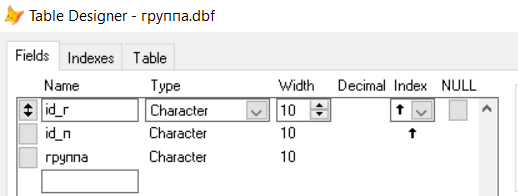 Table Designer - группа.dbf
Fields Indexes Table
Name Type Width Decimal Index NULL
id_г Character 10
id_п Character 10
группа Character 10